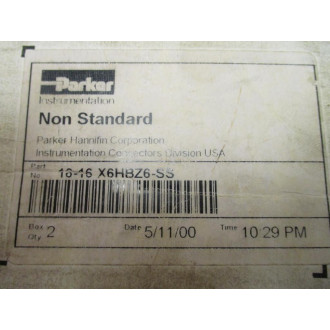 Parker
Instrumentation
Non Standard
Parker Hannifin Corporation
Instrumentation Connectors Division USA
Part
No. 16-16 X6HBZ6-SS
Box
Qty 2 Date 5/11/00 Time 10:29 PM